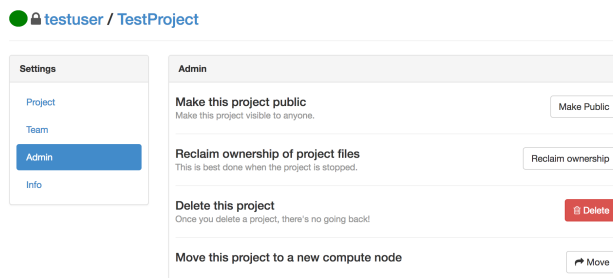 testuser / TestProject
Settings
Project
Team
Admin
Info
Admin
Make this project public
Make this project visible to anyone.
Make Public
Reclaim ownership of project files
This is best done when the project is stopped.
Reclaim ownership
Delete this project
Once you delete a project, there's no going back!
Delete
Move this project to a new compute node
Move